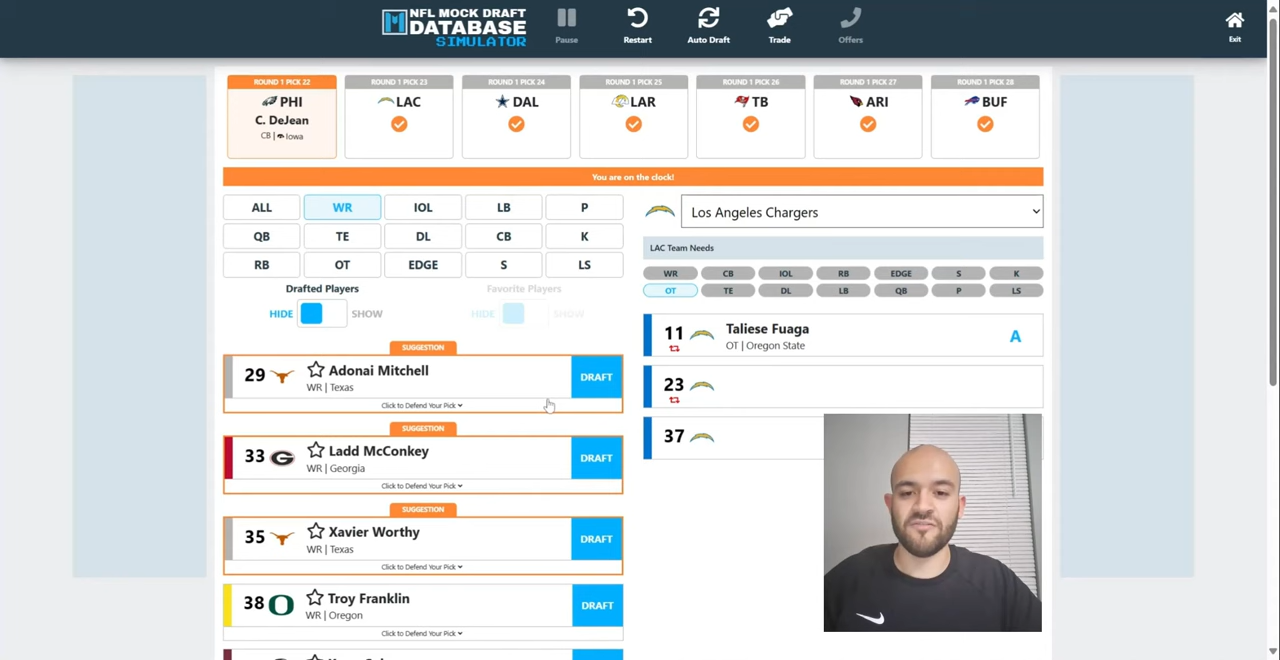 NFL MOCK DRAFT
DATABASE
SIMULATOR
Pause
Restart
Auto Draft
Trade
Offers
Exit
ROUND 1 PICK 22
PHI
C. DeJean
CB | Iowa
ROUND 1 PICK 23
LAC
ROUND 1 PICK 24
DAL
ROUND 1 PICK 25
LAR
ROUND 1 PICK 26
TB
ROUND 1 PICK 27
ARI
ROUND 1 PICK 28
BUF
You are on the clock!
ALL WR IOL LB P
QB TE DL CB K
RB OT EDGE S LS
Drafted Players
HIDE SHOW
Favorite Players
HIDE SHOW
SUGGESTION
29 Adonai Mitchell
WR | Texas
DRAFT
Click to Defend Your Pick
SUGGESTION
33 Ladd McConkey
WR | Georgia
DRAFT
Click to Defend Your Pick
SUGGESTION
35 Xavier Worthy
WR | Texas
DRAFT
Click to Defend Your Pick
38 Troy Franklin
WR | Oregon
DRAFT
Click to Defend Your Pick
Los Angeles Chargers
LAC Team Needs
WR CB IOL RB EDGE S K
OT TE DL LB QB P LS
11 Taliese Fuaga
OT | Oregon State
A
23
37